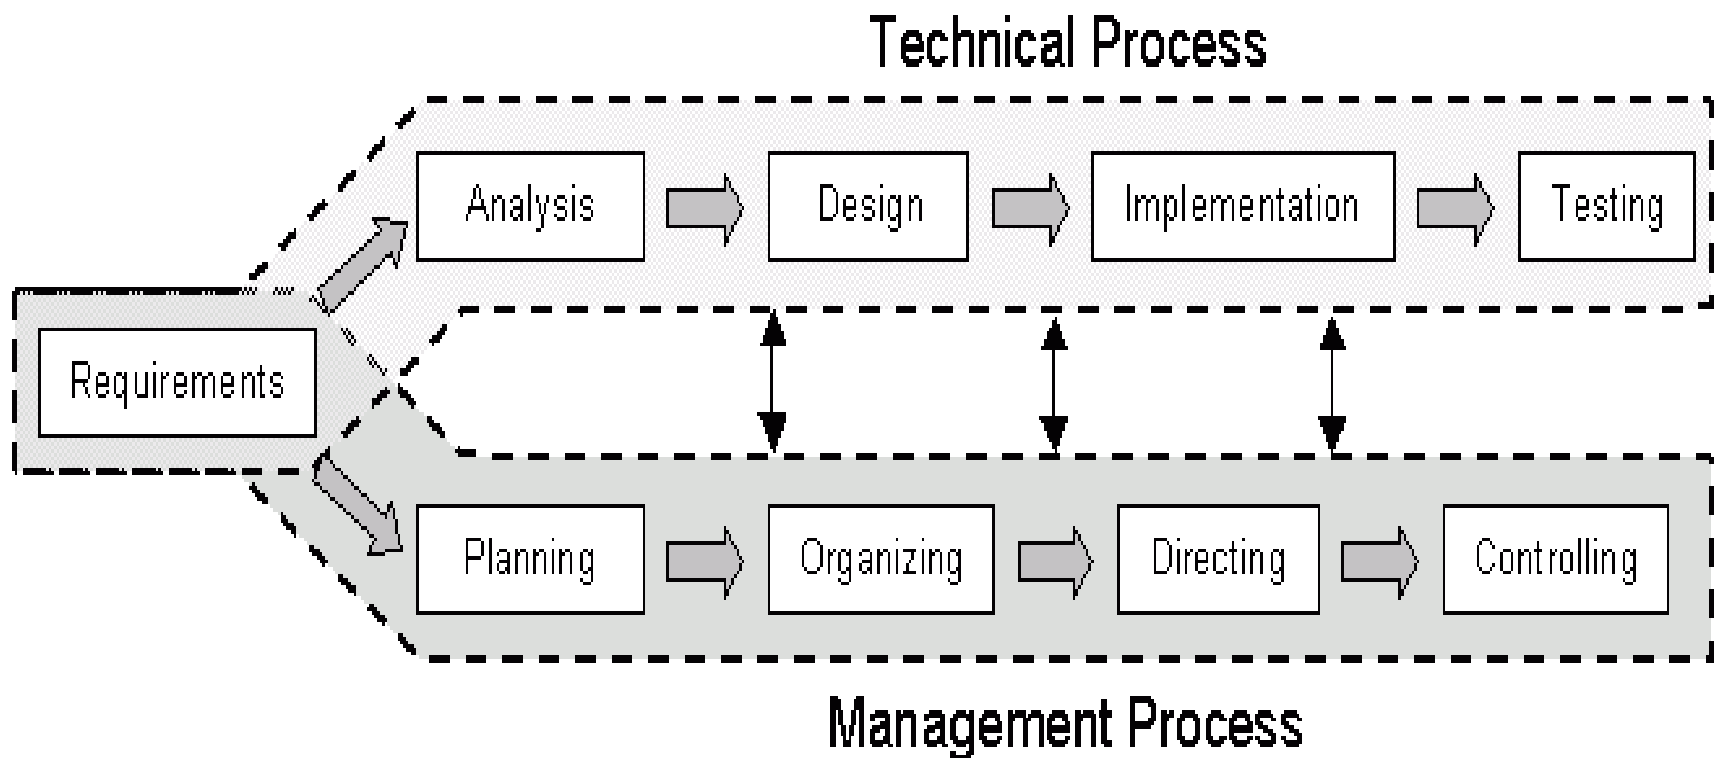 Technical Process
Analysis
Design
Implementation
Testing
Requirements
Planning
Organizing
Directing
Controlling
Management Process